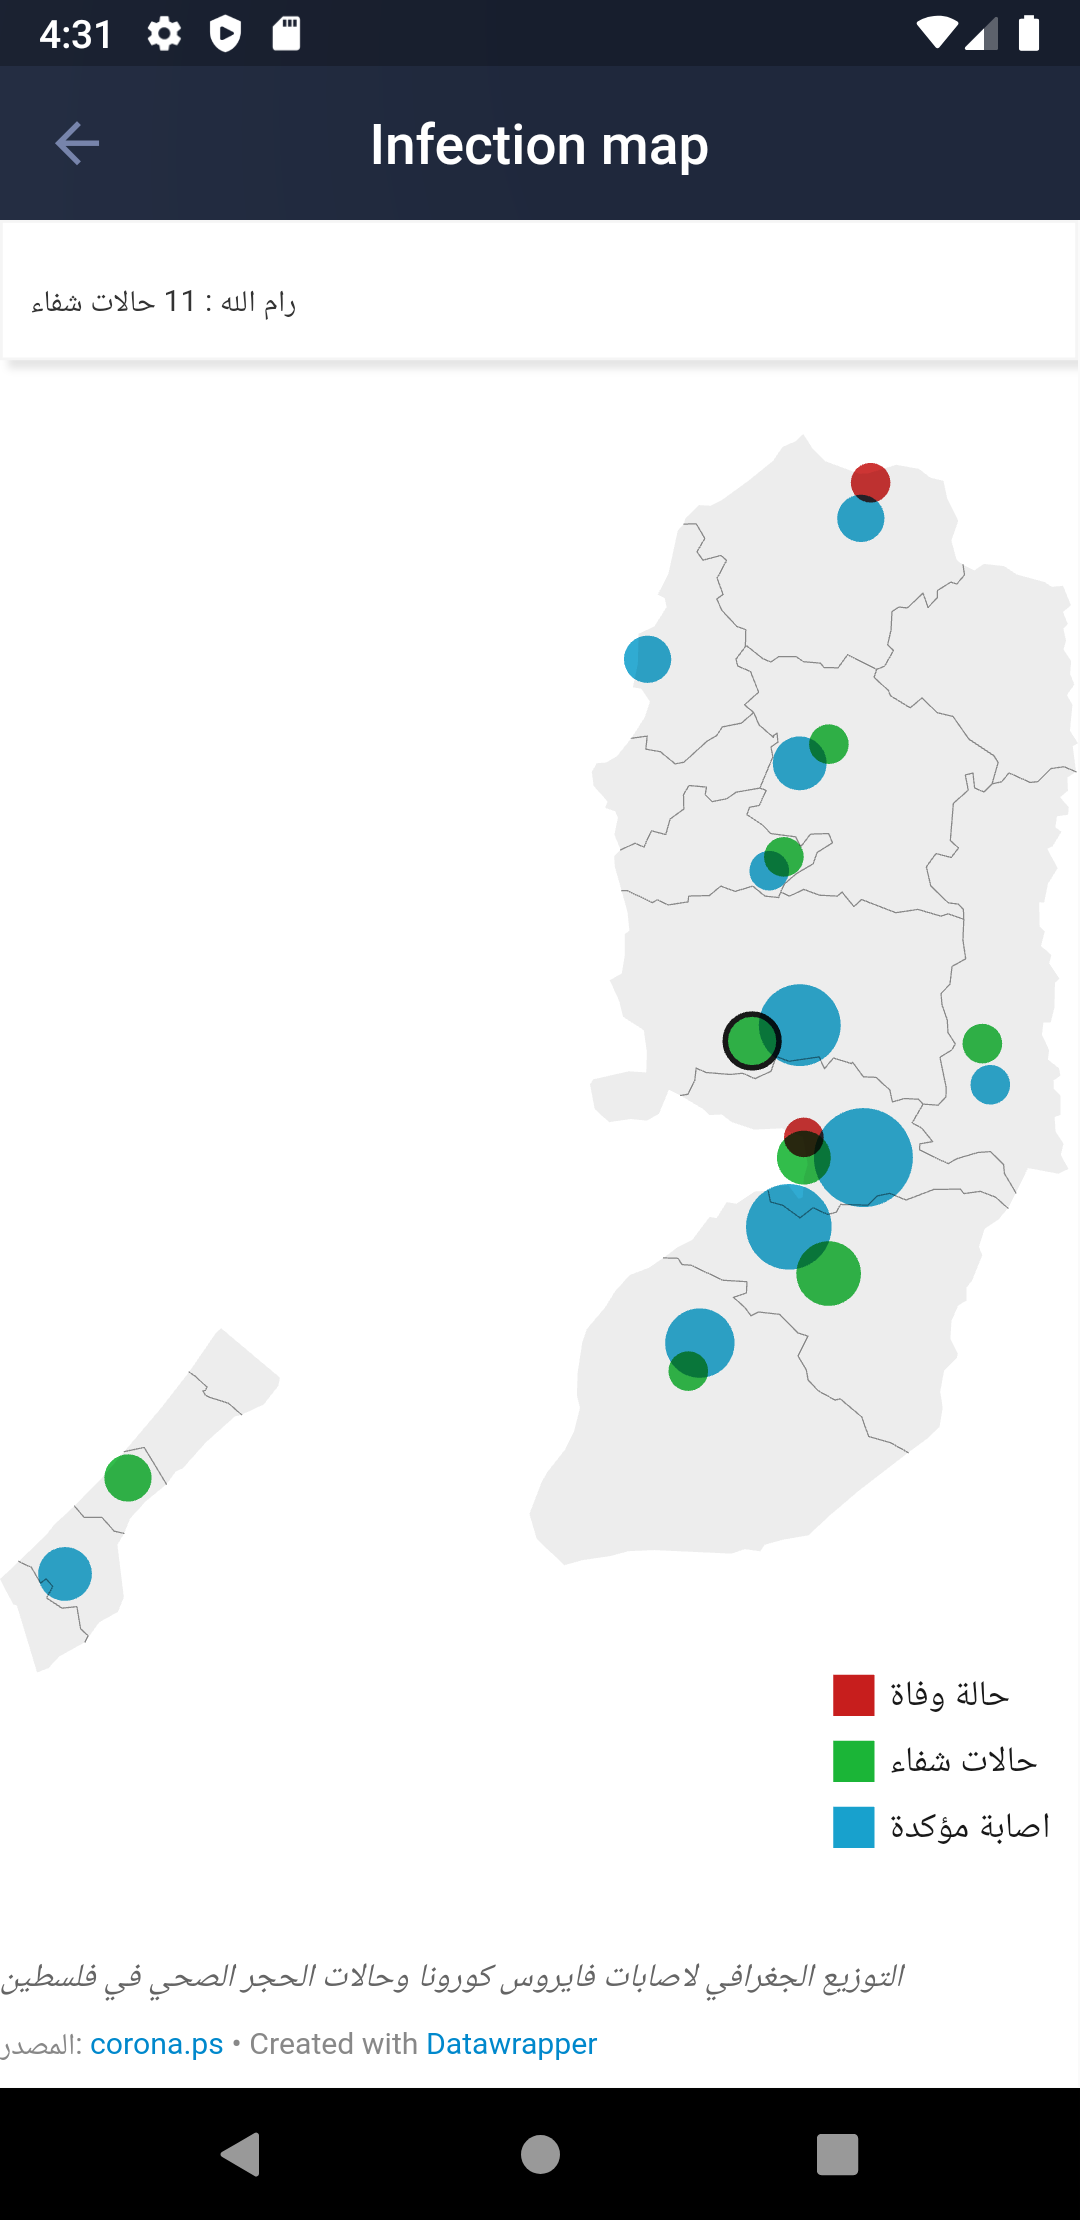 4:31
Infection map
رام الله : 11 حالات شفاء
حالة وفاة
حالات شفاء
اصابة مؤكدة
التوزيع الجغرافي لاصابات فايروس كورونا وحالات الحجر الصحي في فلسطين
المصدر: corona.ps • Created with Datawrapper